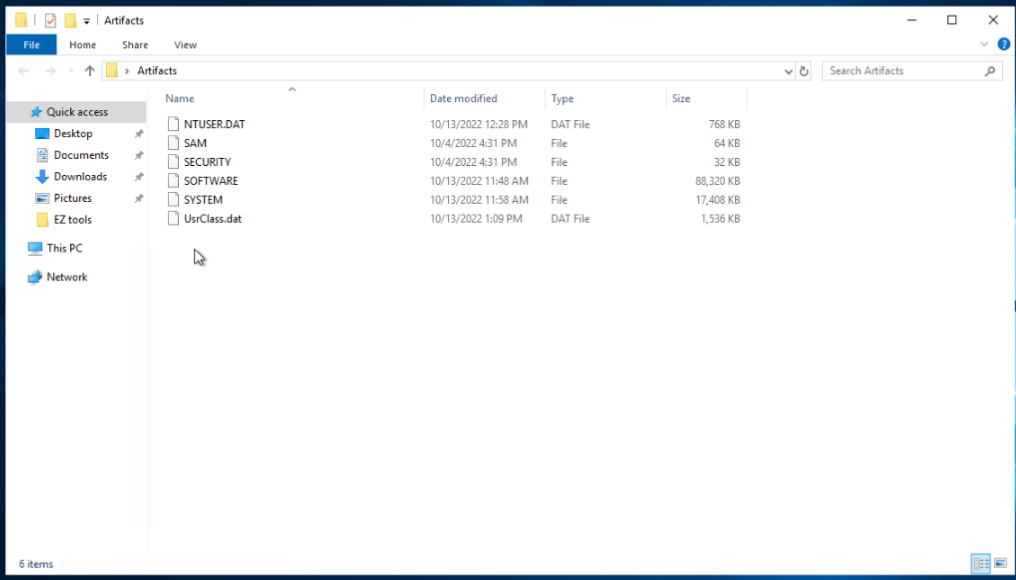 Artifacts
File Home Share View
Artifacts Search Artifacts
Name Date modified Type Size
Quick access
Desktop
Documents
Downloads
Pictures
EZ tools
This PC
Network
NTUSER.DAT 10/13/2022 12:28 PM DAT File 768 KB
SAM 10/4/2022 4:31 PM File 64 KB
SECURITY 10/4/2022 4:31 PM File 32 KB
SOFTWARE 10/13/2022 11:48 AM File 88,320 KB
SYSTEM 10/13/2022 11:58 AM File 17,408 KB
UsrClass.dat 10/13/2022 1:09 PM DAT File 1,536 KB
6 items